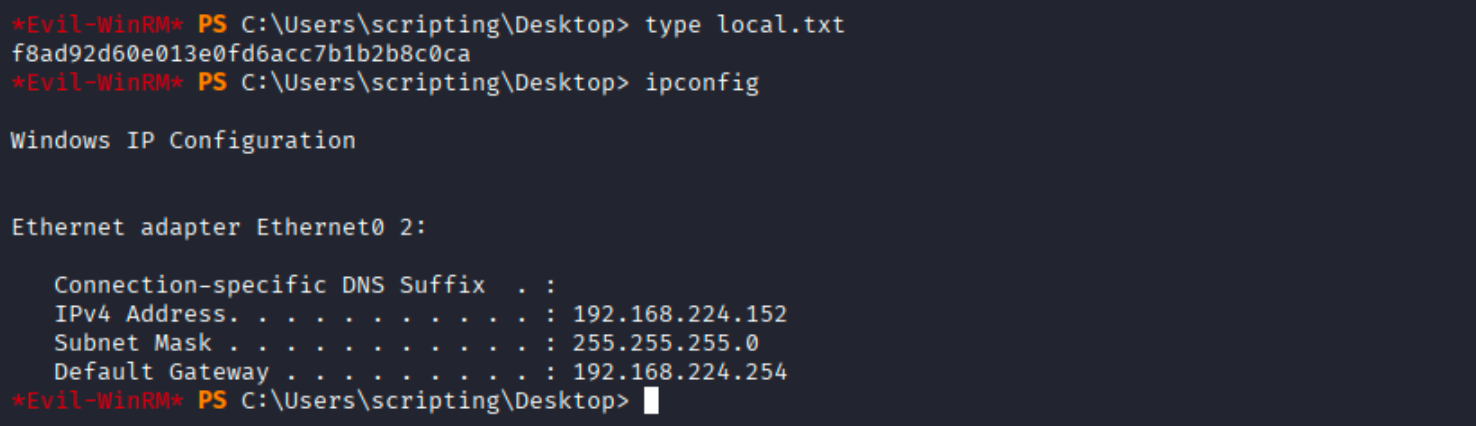 *Evil-WinRM* PS C:\Users\scripting\Desktop> type local.txt
f8ad92d60e013e0fd6acc7b1b2b8c0ca
*Evil-WinRM* PS C:\Users\scripting\Desktop> ipconfig
Windows IP Configuration
Ethernet adapter Ethernet0 2:
Connection-specific DNS Suffix  . :
IPv4 Address. . . . . . . . . . . : 192.168.224.152
Subnet Mask . . . . . . . . . . . : 255.255.255.0
Default Gateway . . . . . . . . . : 192.168.224.254
*Evil-WinRM* PS C:\Users\scripting\Desktop>